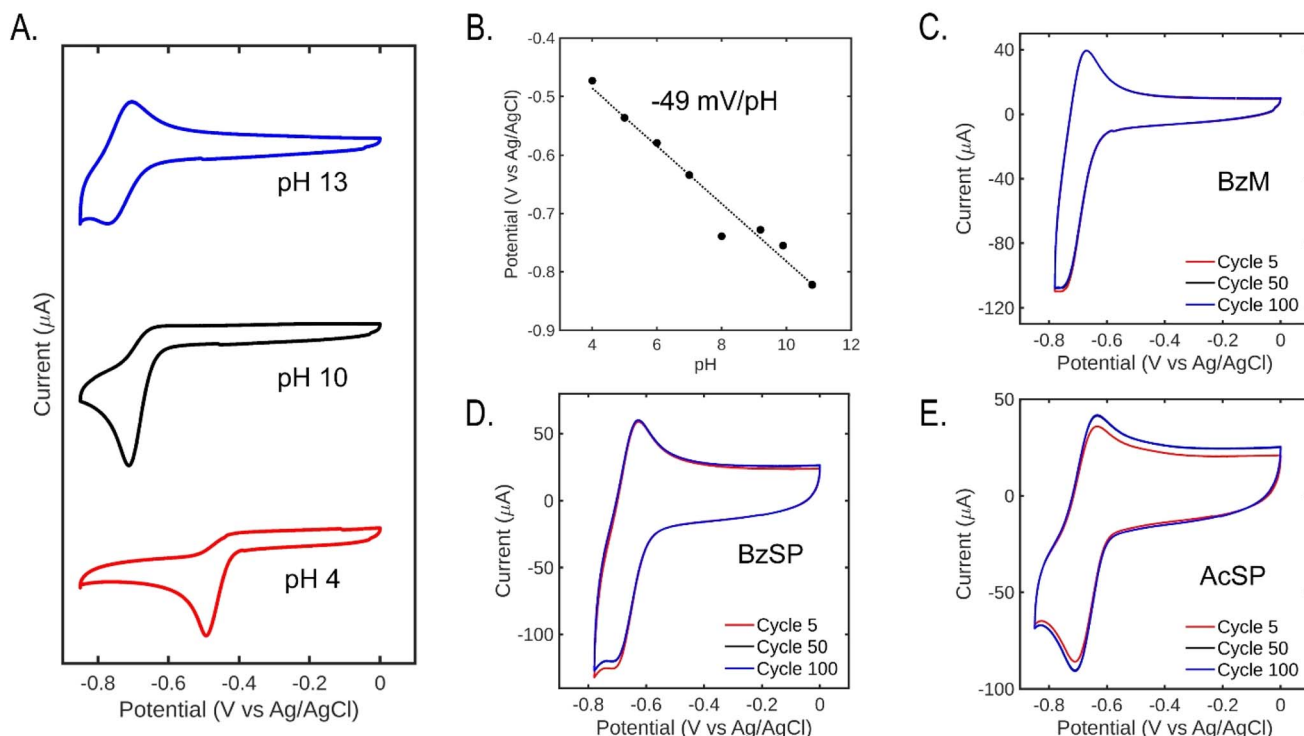 A.
pH 13
pH 10
pH 4
Current (μA)
-0.8 -0.6 -0.4 -0.2 0
Potential (V vs Ag/AgCl)
B.
-49 mV/pH
Potential (V vs Ag/AgCl)
-0.4
-0.5
-0.6
-0.7
-0.8
-0.9
4 6 8 10 12
pH
C.
40
0
-40
-80
-120
Current (μA)
BzM
Cycle 5
Cycle 50
Cycle 100
-0.8 -0.6 -0.4 -0.2 0
Potential (V vs Ag/AgCl)
D.
50
0
-50
-100
Current (μA)
BzSP
Cycle 5
Cycle 50
Cycle 100
-0.8 -0.6 -0.4 -0.2 0
Potential (V vs Ag/AgCl)
E.
50
0
-50
-100
Current (μA)
AcSP
Cycle 5
Cycle 50
Cycle 100
-0.8 -0.6 -0.4 -0.2 0
Potential (V vs Ag/AgCl)